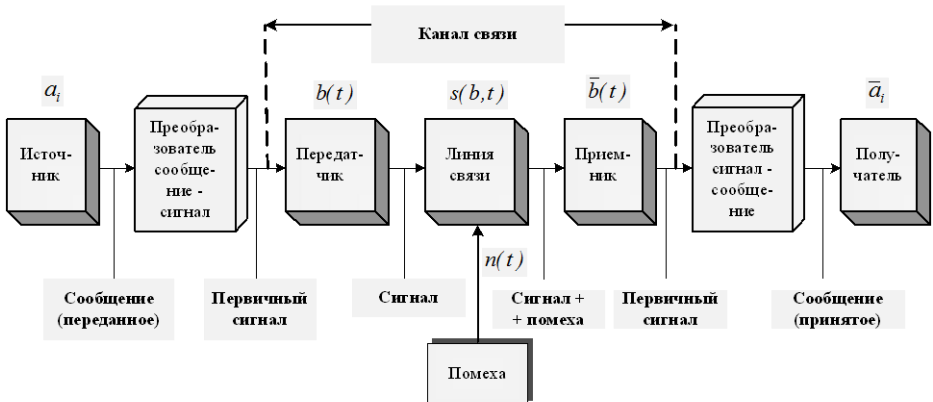 Канал связи
a_i
b(t)
s(b,t)
b̄(t)
ā_i
Источ-
ник
Преобра-
зователь
сообще-
ние -
сигнал
Передат-
чик
Линия
связи
Прием-
ник
Преобра-
зователь
сигнал -
сообще-
ние
Полу-
чатель
n(t)
Сообщение
(переданное)
Первичный
сигнал
Сигнал
Сигнал +
+ помеха
Первичный
сигнал
Сообщение
(принятое)
Помеха